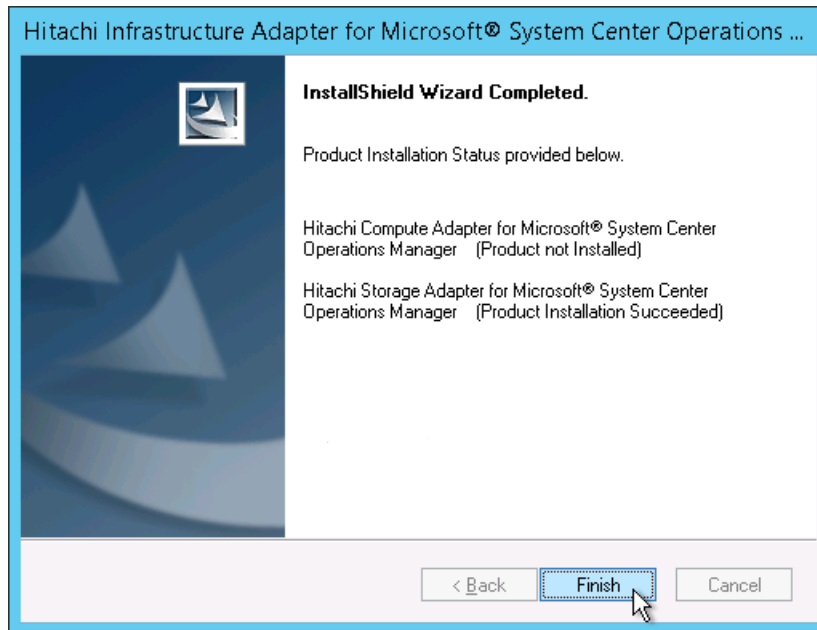 Hitachi Infrastructure Adapter for Microsoft® System Center Operations ...
InstallShield Wizard Completed.
Product Installation Status provided below.
Hitachi Compute Adapter for Microsoft® System Center
Operations Manager (Product not Installed)
Hitachi Storage Adapter for Microsoft® System Center
Operations Manager (Product Installation Succeeded)
< Back Finish Cancel